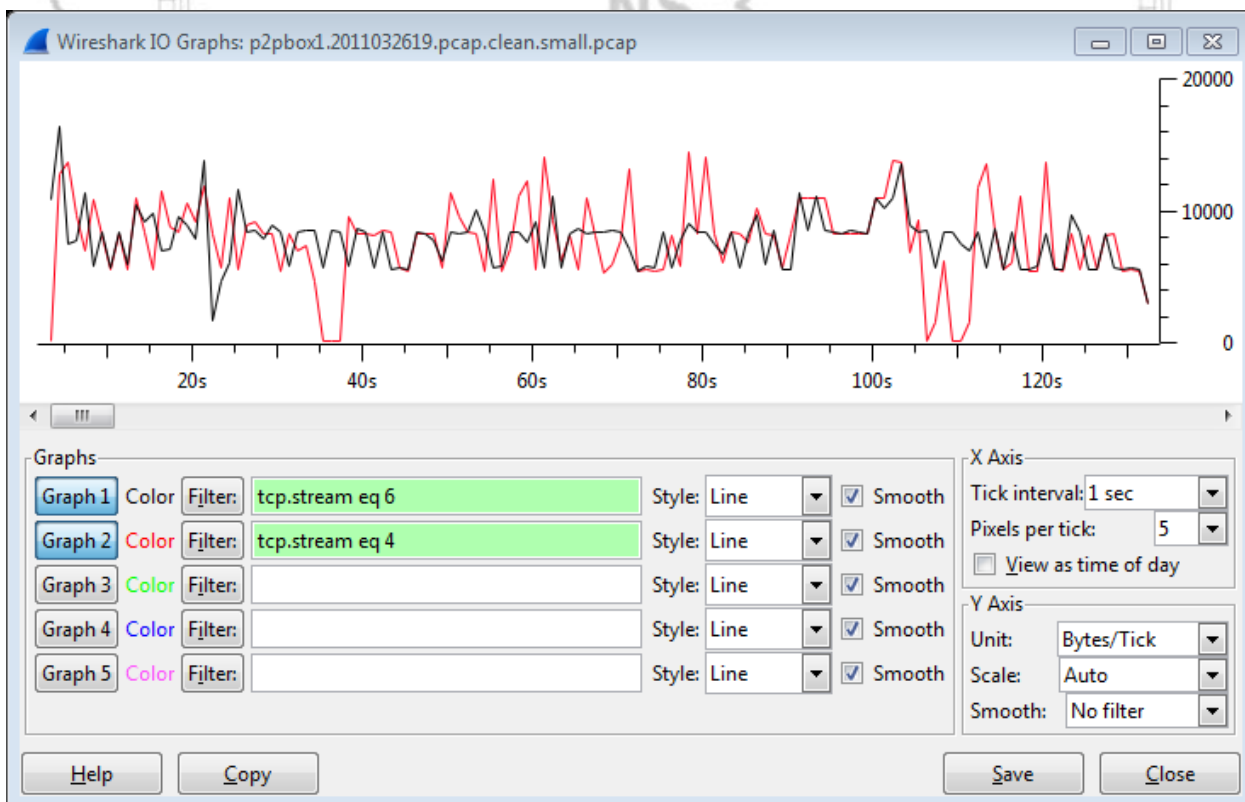 NS 3
Wireshark IO Graphs: p2pbox1.2011032619.pcap.clean.small.pcap
20000
10000
0
20s 40s 60s 80s 100s 120s
Graphs
Graph 1 Color Filter: tcp.stream eq 6 Style: Line Smooth
Graph 2 Color Filter: tcp.stream eq 4 Style: Line Smooth
Graph 3 Color Filter: Style: Line Smooth
Graph 4 Color Filter: Style: Line Smooth
Graph 5 Color Filter: Style: Line Smooth
X Axis
Tick interval: 1 sec
Pixels per tick: 5
View as time of day
Y Axis
Unit: Bytes/Tick
Scale: Auto
Smooth: No filter
Help Copy Save Close